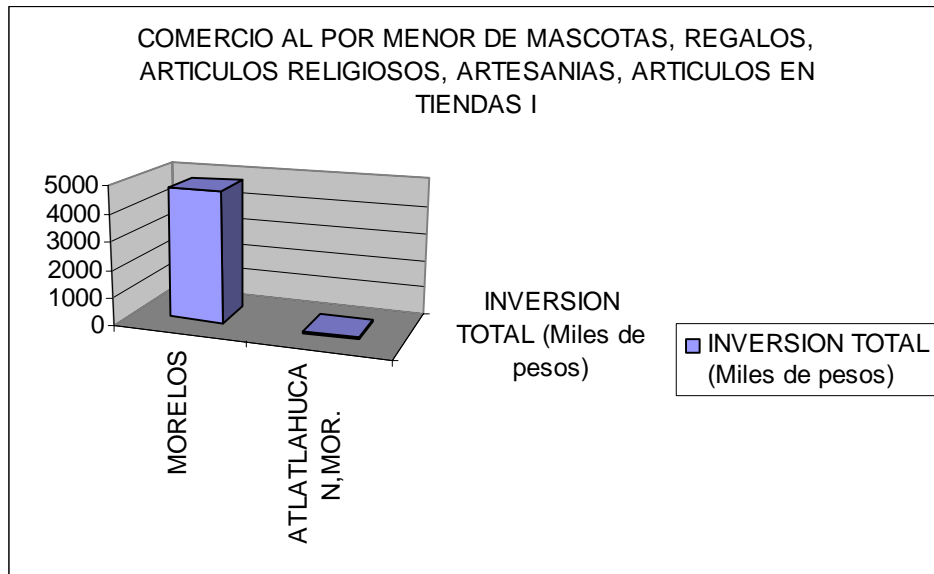 COMERCIO AL POR MENOR DE MASCOTAS, REGALOS,
ARTICULOS RELIGIOSOS, ARTESANIAS, ARTICULOS EN
TIENDAS I
5000
4000
3000
2000
1000
0
MORELOS
ATLATLAHUCA
N,MOR.
INVERSION
TOTAL (Miles de
pesos)
INVERSION TOTAL
(Miles de pesos)